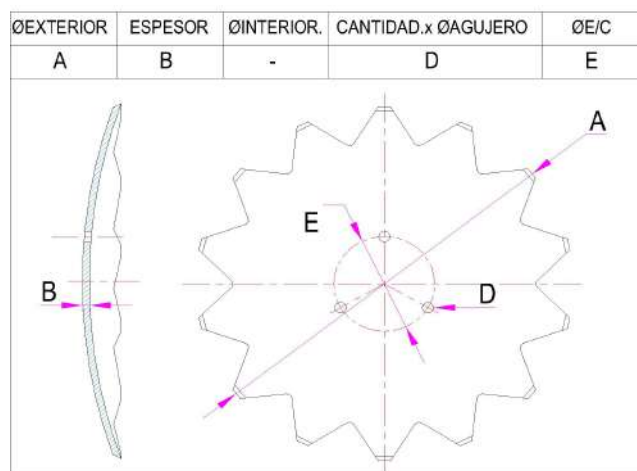 ØEXTERIOR ESPESOR ØINTERIOR. CANTIDAD.x ØAGUJERO ØE/C
A B - D E
A
E
B
D